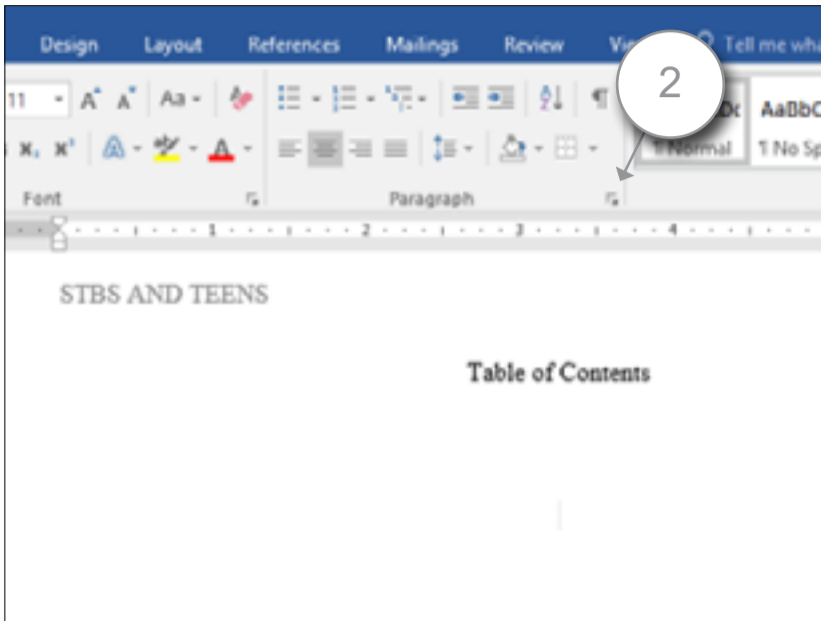 Design Layout References Mailings Review Tell me wha
2
11 Aa AaBbC
¶ Normal ¶ No Sp
Font Paragraph
1 2 3 4
STBS AND TEENS
Table of Contents